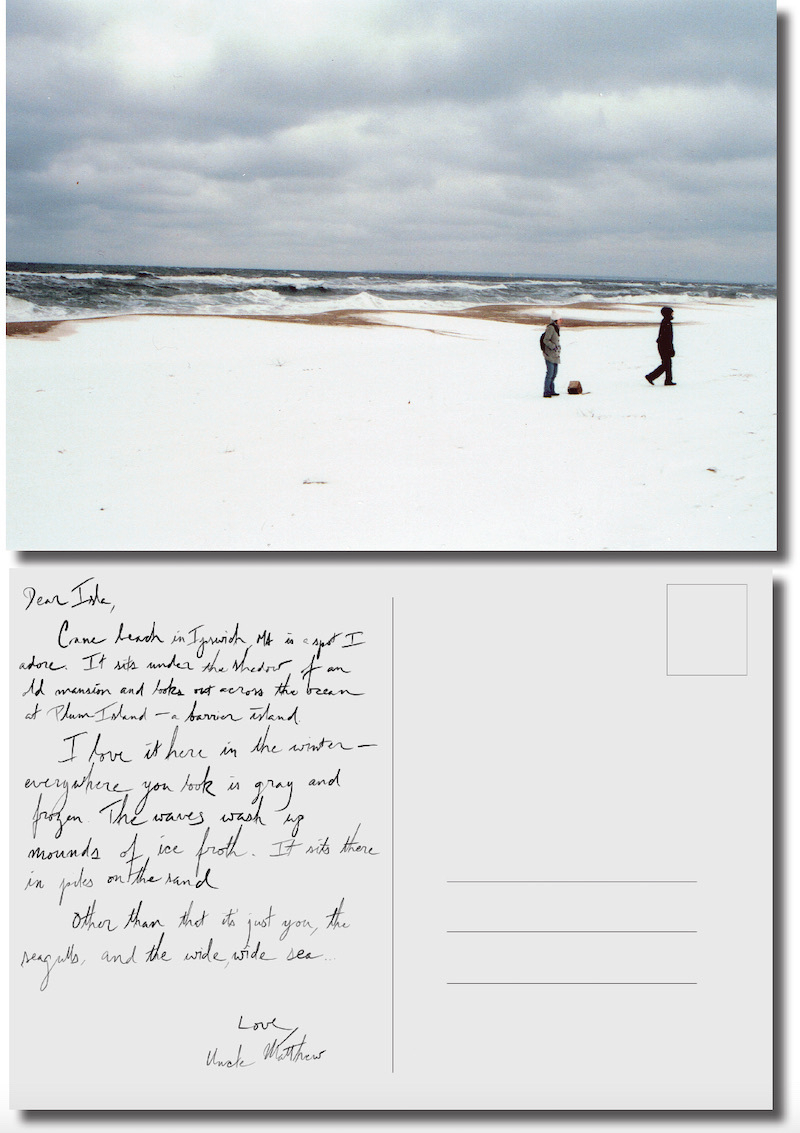 Dear Isla,
Crane beach in Ipswich, MA is a spot I
adore. It sits under the shadow of an
old mansion and looks out across the ocean
at Plum Island – a barrier island.
I love it here in the winter –
everywhere you look is gray and
frozen. The waves wash up
mounds of ice froth. It sits there
in piles on the sand
Other than that it's just you, the
seagulls, and the wide, wide sea...
Love,
Uncle Matthew